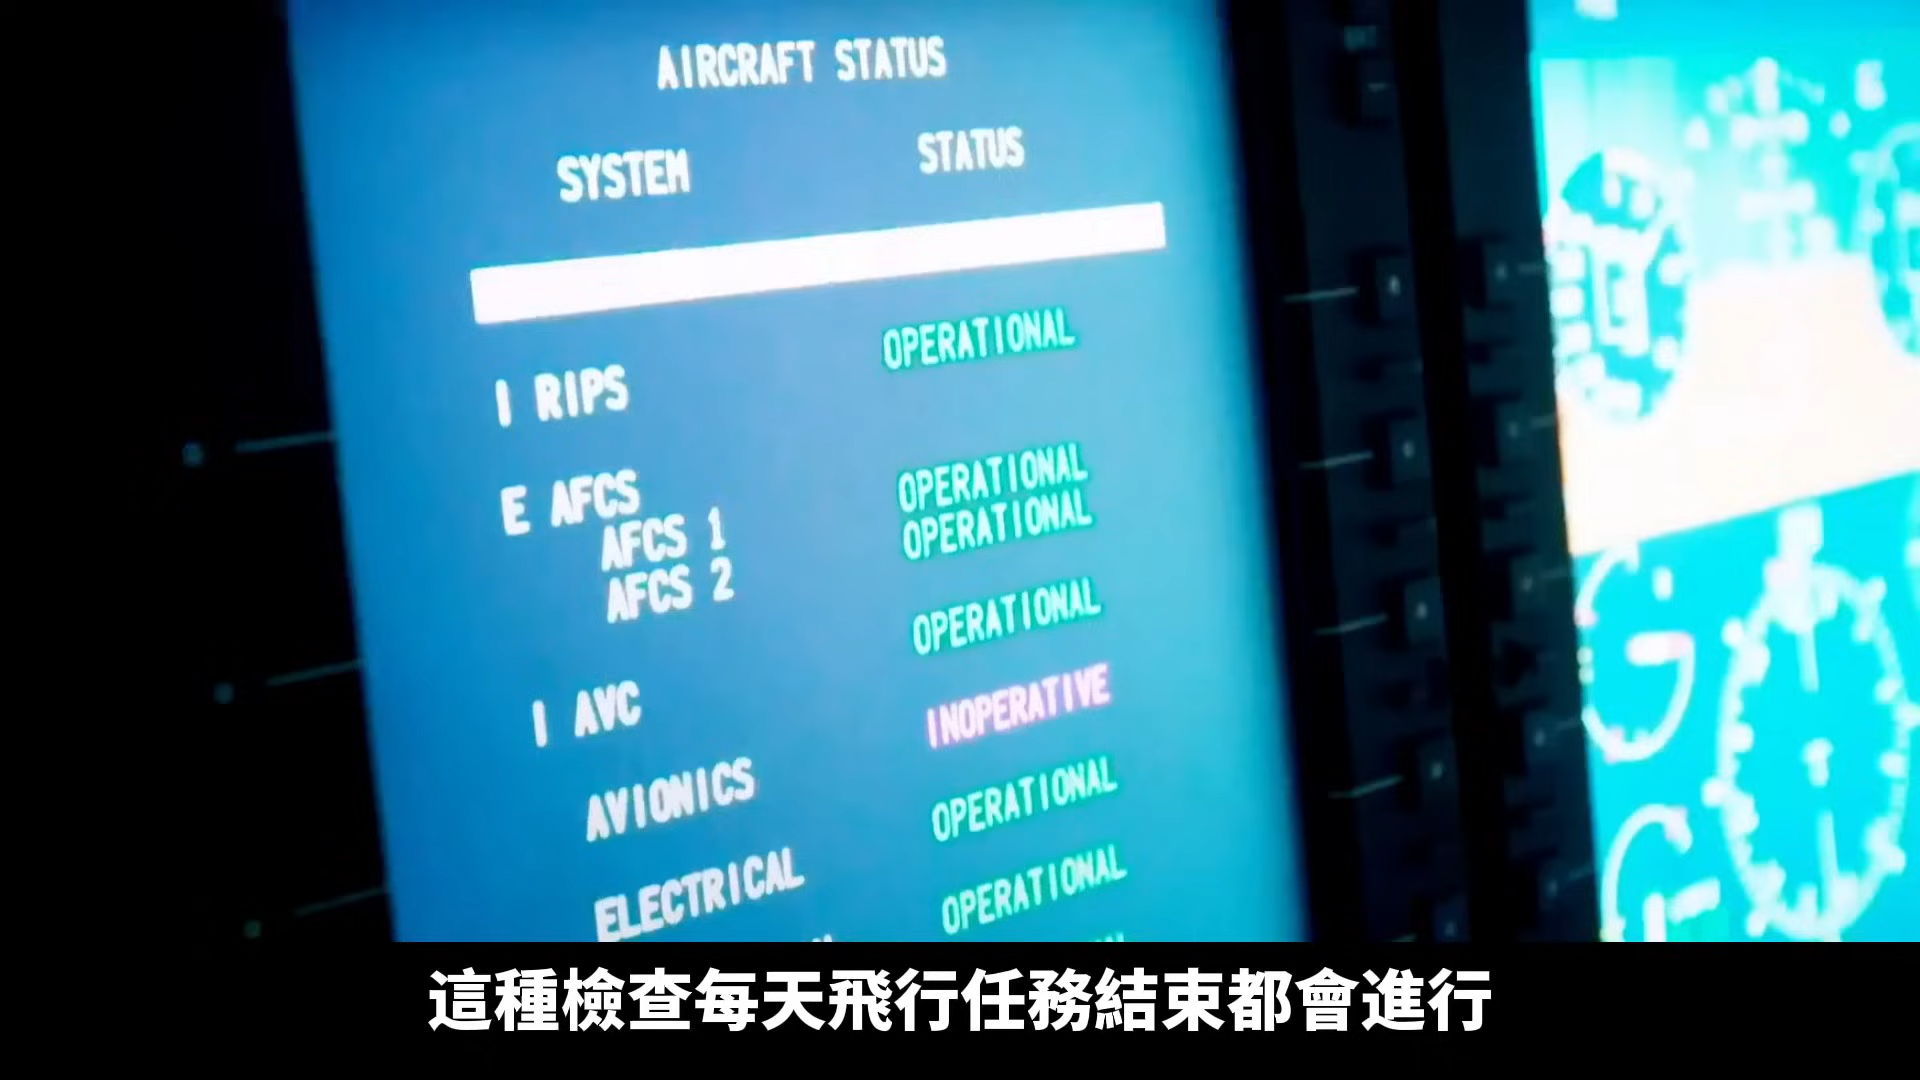 AIRCRAFT STATUS
SYSTEM STATUS
I RIPS OPERATIONAL
E AFCS
AFCS 1 OPERATIONAL
AFCS 2 OPERATIONAL
I AVC OPERATIONAL
AVIONICS INOPERATIVE
ELECTRICAL OPERATIONAL
OPERATIONAL
這種檢查每天飛行任務結束都會進行